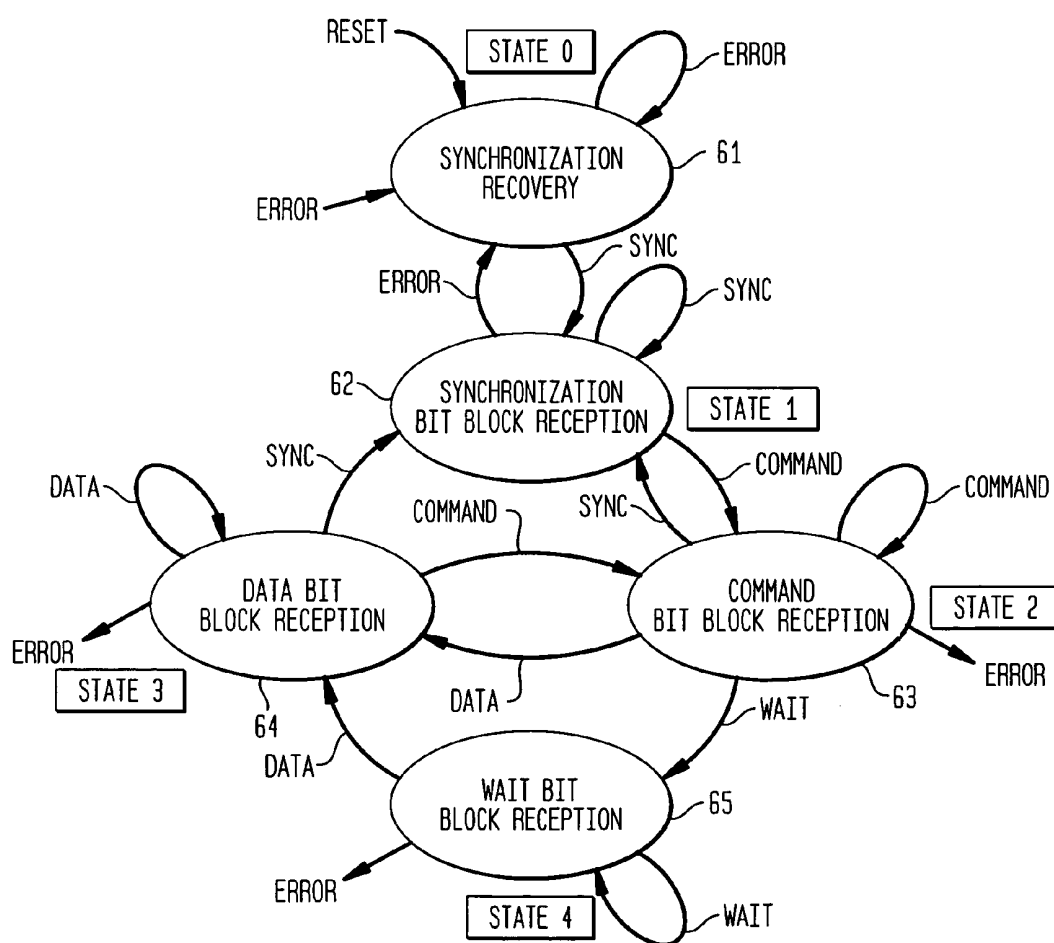 RESET
STATE 0
ERROR
SYNCHRONIZATION
RECOVERY
61
ERROR
ERROR
SYNC
SYNC
62
SYNCHRONIZATION
BIT BLOCK RECEPTION
STATE 1
SYNC
COMMAND
DATA
COMMAND
SYNC
COMMAND
DATA BIT
BLOCK RECEPTION
COMMAND
BIT BLOCK RECEPTION
STATE 2
ERROR
STATE 3
64
DATA
63
ERROR
DATA
WAIT
WAIT BIT
BLOCK RECEPTION
65
ERROR
STATE 4
WAIT